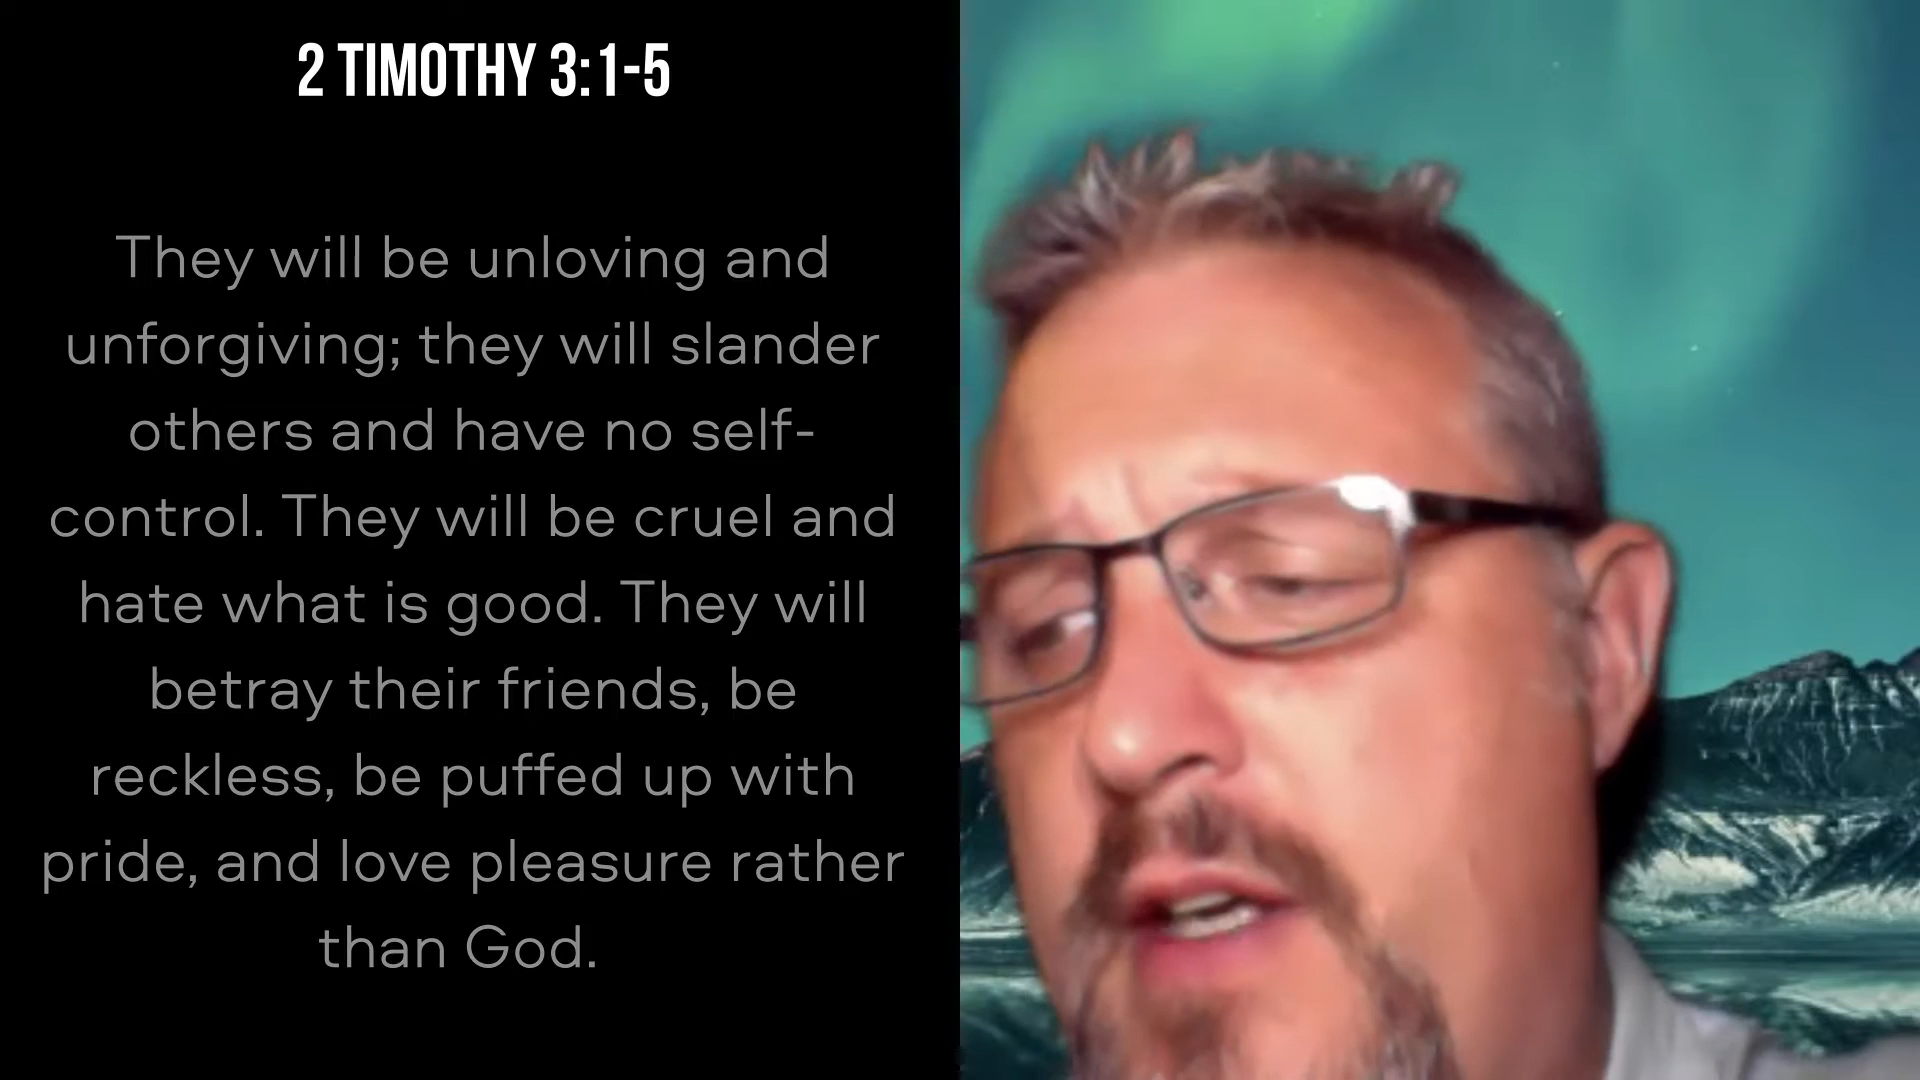 2 TIMOTHY 3:1-5
They will be unloving and
unforgiving; they will slander
others and have no self-
control. They will be cruel and
hate what is good. They will
betray their friends, be
reckless, be puffed up with
pride, and love pleasure rather
than God.